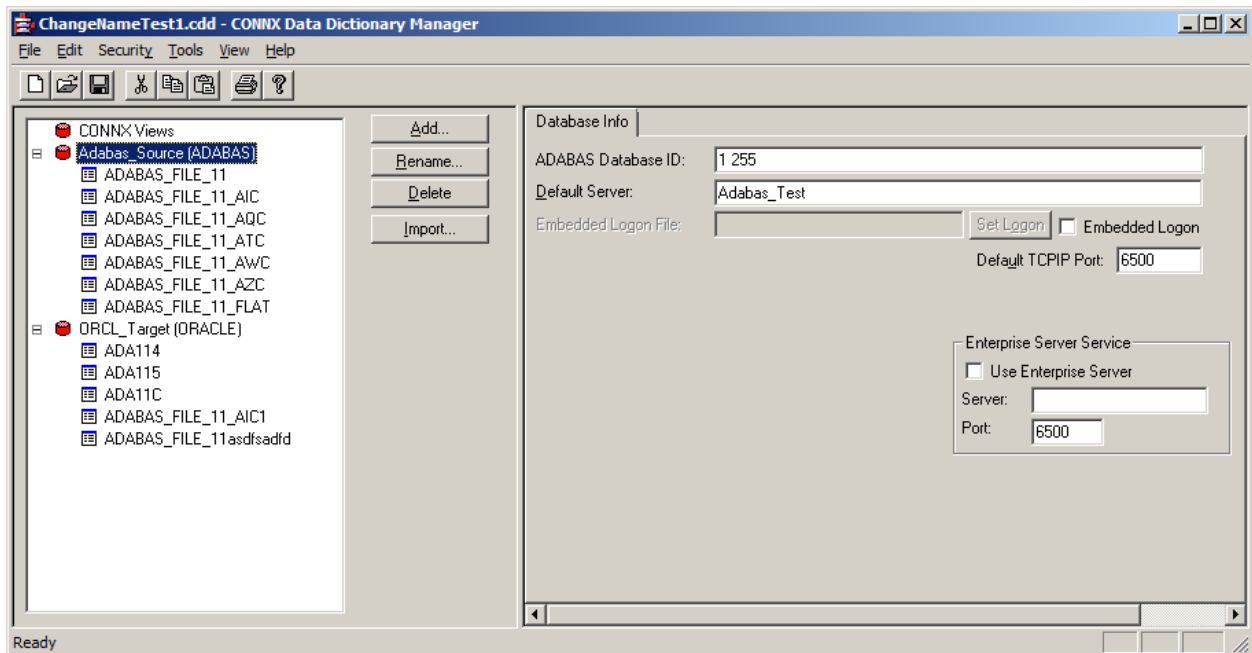 ChangeNameTest1.cdd - CONNX Data Dictionary Manager
File Edit Security Tools View Help
CONNX Views
Adabas_Source (ADABAS)
ADABAS_FILE_11
ADABAS_FILE_11_AIC
ADABAS_FILE_11_AQC
ADABAS_FILE_11_ATC
ADABAS_FILE_11_AWC
ADABAS_FILE_11_AZC
ADABAS_FILE_11_FLAT
ORCL_Target (ORACLE)
ADA114
ADA115
ADA11C
ADABAS_FILE_11_AIC1
ADABAS_FILE_11asdfsadfd
Add...
Rename...
Delete
Import...
Database Info
ADABAS Database ID: 1 255
Default Server: Adabas_Test
Embedded Logon File: Set Logon Embedded Logon
Default TCPIP Port: 6500
Enterprise Server Service
Use Enterprise Server
Server:
Port: 6500
Ready